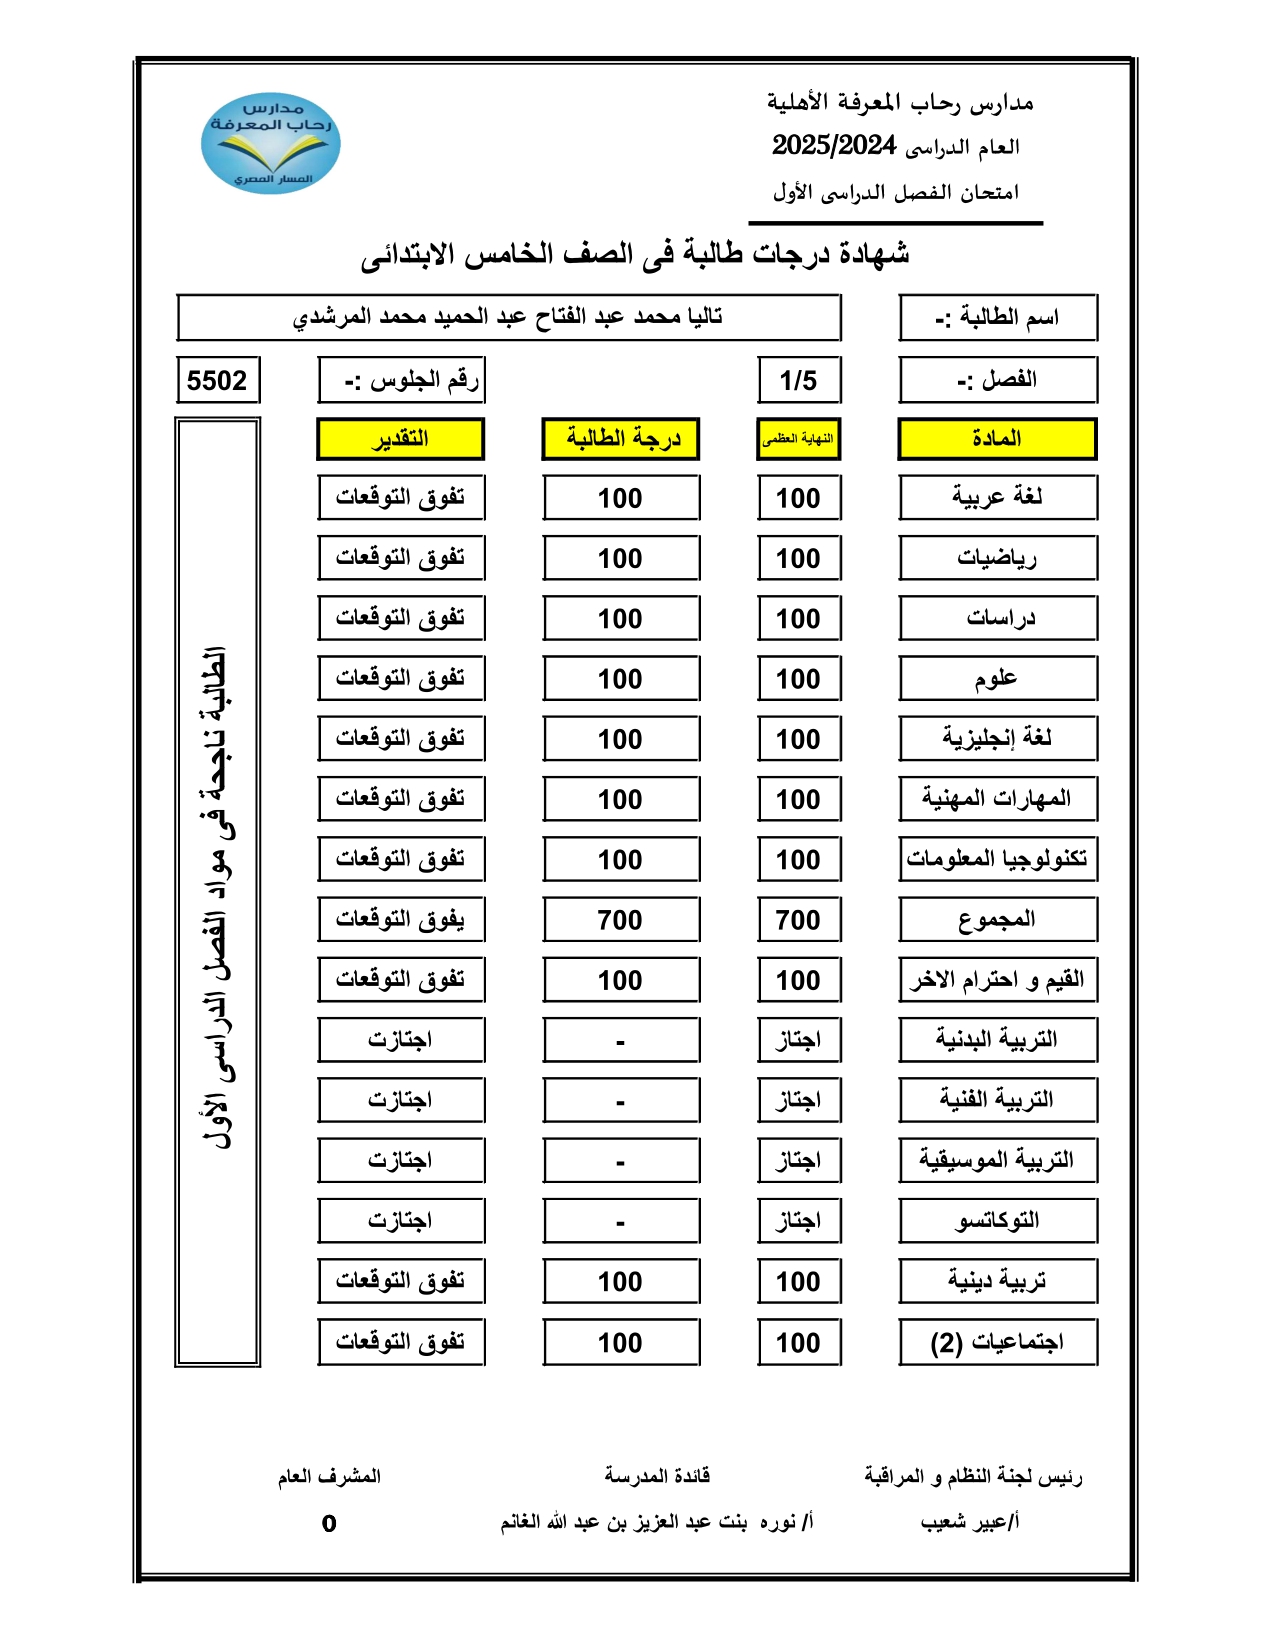 مدارس رحاب المعرفة الأهلية
العام الدراسى 2025/2024
امتحان الفصل الدراسى الأول
مدارس
رحاب المعرفة
المسار المصري
شهادة درجات طالبة فى الصف الخامس الابتدائى
اسم الطالبة :- تاليا محمد عبد الفتاح عبد الحميد محمد المرشدي
الفصل :- 1/5 رقم الجلوس :- 5502
المادة النهاية العظمى درجة الطالبة التقدير
لغة عربية 100 100 تفوق التوقعات
رياضيات 100 100 تفوق التوقعات
دراسات 100 100 تفوق التوقعات
علوم 100 100 تفوق التوقعات
لغة إنجليزية 100 100 تفوق التوقعات
المهارات المهنية 100 100 تفوق التوقعات
تكنولوجيا المعلومات 100 100 تفوق التوقعات
المجموع 700 700 يفوق التوقعات
القيم و احترام الاخر 100 100 تفوق التوقعات
التربية البدنية اجتاز - اجتازت
التربية الفنية اجتاز - اجتازت
التربية الموسيقية اجتاز - اجتازت
التوكاتسو اجتاز - اجتازت
تربية دينية 100 100 تفوق التوقعات
اجتماعيات (2) 100 100 تفوق التوقعات
الطالبة ناجحة فى مواد الفصل الدراسى الأول
رئيس لجنة النظام و المراقبة قائدة المدرسة المشرف العام
أ/عبير شعيب أ/ نوره بنت عبد العزيز بن عبد الله الغانم 0